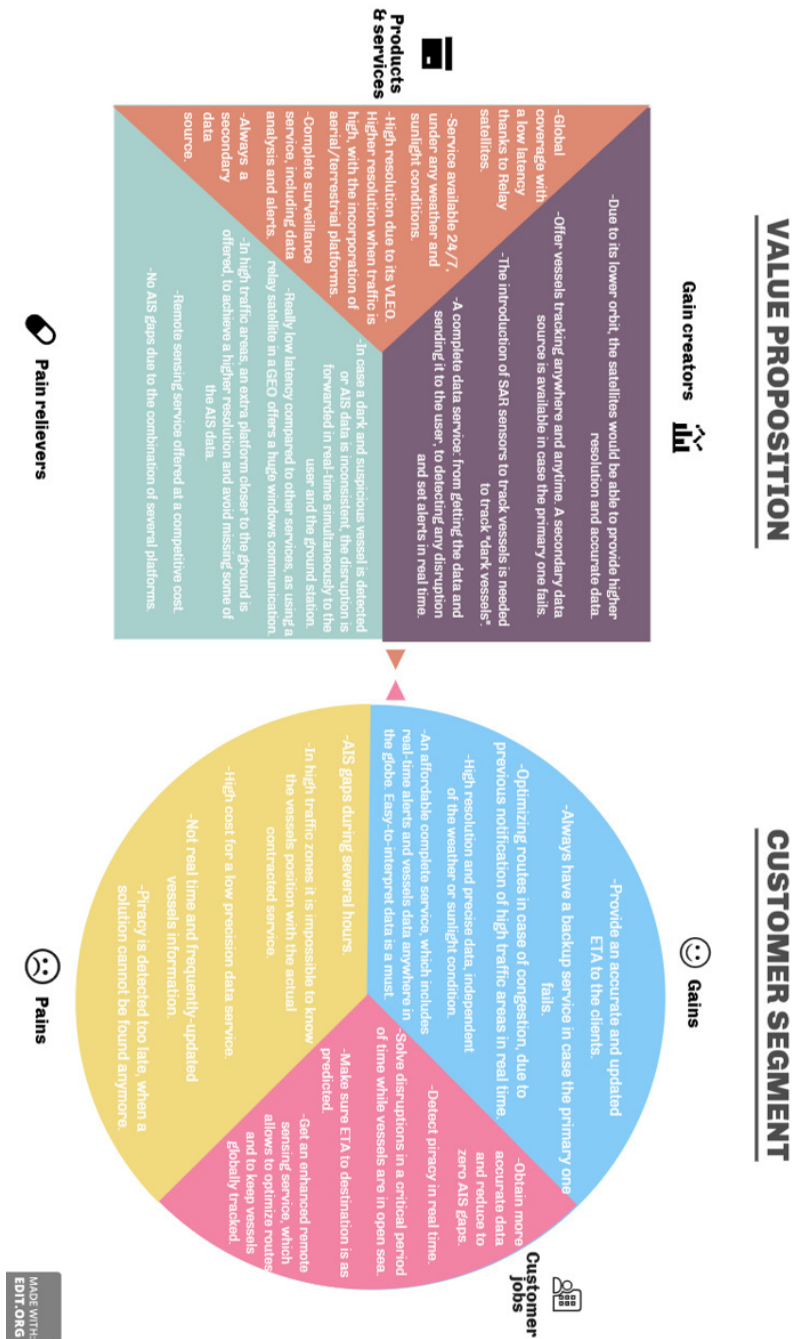 VALUE PROPOSITION
Gain creators
-Due to its lower orbit, the satellites would be able to provide higher
resolution and accurate data.
-Offer vessels tracking anywhere and anytime. A secondary data
source is available in case the primary one fails.
-The introduction of SAR sensors to track vessels is needed
to track "dark vessels".
-A complete data service: from getting the data and
sending it to the user, to detecting any disruption
and set alerts in real time.
Products
& services
-Global
coverage with
a low latency
thanks to Relay
satellites.
-Service available 24/7,
under any weather and
sunlight conditions.
-High resolution due to its VLEO.
Higher resolution when traffic is
high, with the incorporation of
aerial/terrestrial platforms.
-Complete surveillance
service, including data
analysis and alerts.
-Always a
secondary
data
source.
-In case a dark and suspicious vessel is detected
or AIS data is inconsistent, the disruption is
forwarded in real-time simultaneously to the
user and the ground station.
-Really low latency compared to other services, as using a
relay satellite in a GEO offers a huge windows communication.
-In high traffic areas, an extra platform closer to the ground is
offered, to achieve a higher resolution and avoid missing some of
the AIS data.
-Remote sensing service offered at a competitive cost.
-No AIS gaps due to the combination of several platforms.
Pain relievers
CUSTOMER SEGMENT
Gains
-Provide an accurate and updated
ETA to the clients.
-Always have a backup service in case the primary one
fails.
-Optimizing routes in case of congestion, due to
previous notification of high traffic areas in real time.
-High resolution and precise data, independent
of the weather or sunlight condition.
-An affordable complete service, which includes
real-time alerts and vessels data anywhere in
the globe. Easy-to-interpret data is a must.
Customer
jobs
-Obtain more
accurate data
and reduce to
zero AIS gaps.
-Detect piracy in real time.
-Solve disruptions in a critical period
of time while vessels are in open sea.
-Make sure ETA to destination is as
predicted.
-Get an enhanced remote
sensing service, which
allows to optimize routes
and to keep vessels
globally tracked.
-AIS gaps during several hours.
-In high traffic zones it is impossible to know
the vessels position with the actual
contracted service.
-High cost for a low precision data service.
-Not real time and frequently-updated
vessels information.
-Piracy is detected too late, when a
solution cannot be found anymore.
Pains
MADE WITH:
EDIT.ORG